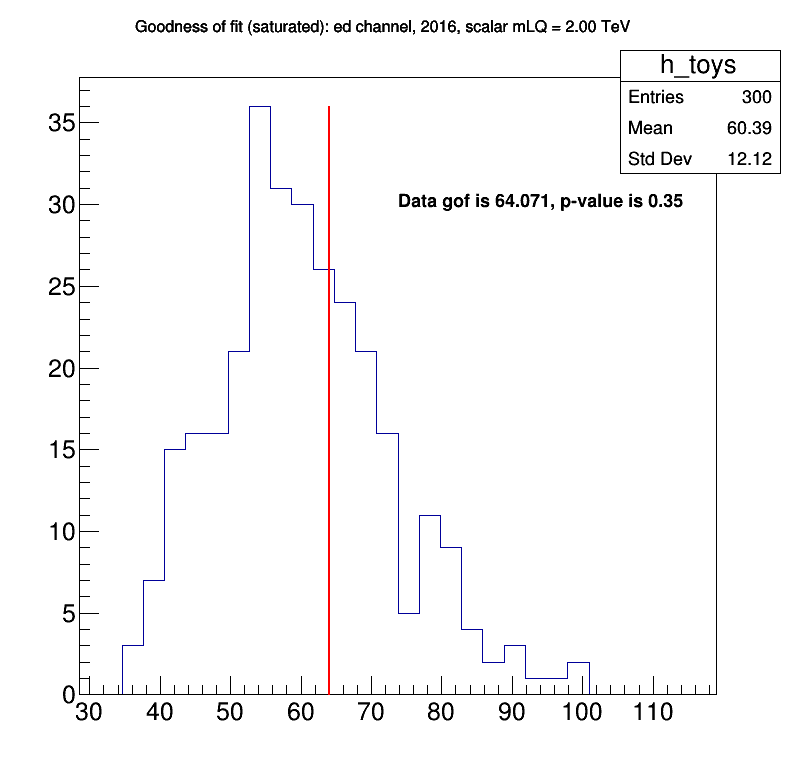 Goodness of fit (saturated): ed channel, 2016, scalar mLQ = 2.00 TeV
h_toys
Entries 300
Mean 60.39
Std Dev 12.12
Data gof is 64.071, p-value is 0.35
35
30
25
20
15
10
5
0
30 40 50 60 70 80 90 100 110